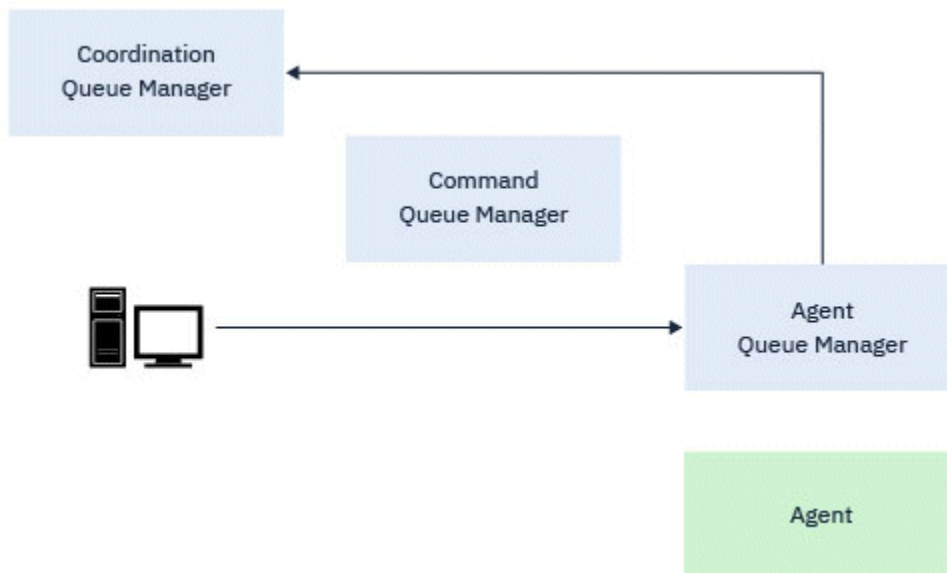 Coordination
Queue Manager
Command
Queue Manager
Agent
Queue Manager
Agent